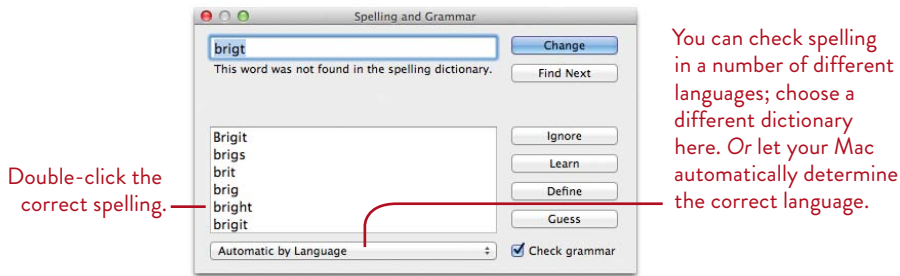 Spelling and Grammar
brigt
Change
This word was not found in the spelling dictionary.
Find Next
Brigit
brigs
brit
brig
bright
brigit
Ignore
Learn
Define
Guess
Automatic by Language
Check grammar
Double-click the
correct spelling.
You can check spelling
in a number of different
languages; choose a
different dictionary
here. Or let your Mac
automatically determine
the correct language.